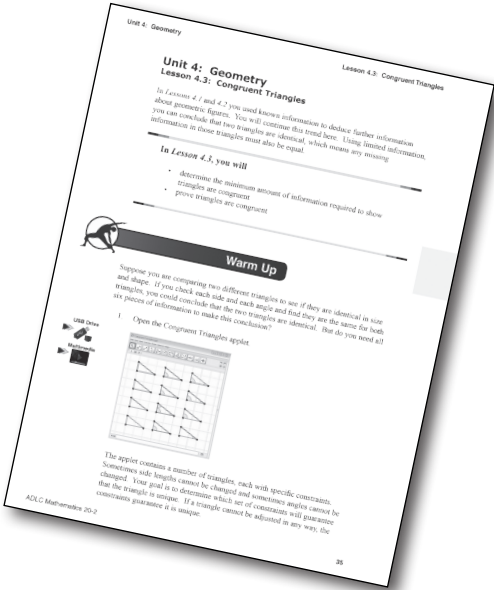 Unit 4: Geometry
Lesson 4.3: Congruent Triangles
Unit 4: Geometry
Lesson 4.3: Congruent Triangles
In Lessons 4.1 and 4.2 you used known information to deduce further information
about geometric figures. You will continue this trend here. Using limited information,
you can conclude that two triangles are identical, which means any missing
information in those triangles must also be equal.
In Lesson 4.3, you will
• determine the minimum amount of information required to show
triangles are congruent
• prove triangles are congruent
Warm Up
Suppose you are comparing two different triangles to see if they are identical in size
and shape. If you check each side and each angle and find they are the same for both
triangles, you could conclude that the two triangles are identical. But do you need all
six pieces of information to make this conclusion?
USB Drive
Multimedia
1 Open the Congruent Triangles applet.
The applet contains a number of triangles, each with specific constraints.
Sometimes side lengths cannot be changed and sometimes angles cannot be
changed. Your goal is to determine which set of constraints will guarantee
that the triangle is unique. If a triangle cannot be adjusted in any way, the
constraints guarantee it is unique.
ADLC Mathematics 20-2
35